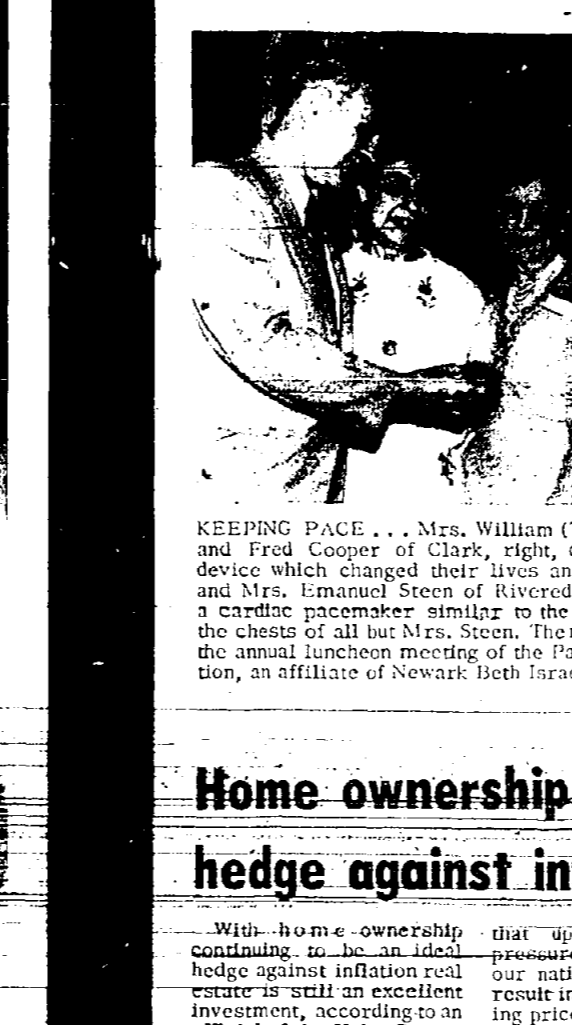 KEEPING PACE . . . Mrs. William (
and Fred Cooper of Clark, right,
device which changed their lives an
and Mrs. Emanuel Steen of Rivered
a cardiac pacemaker similar to the
the chests of all but Mrs. Steen. The
the annual luncheon meeting of the Pa
tion, an affiliate of Newark Beth Isra
Home ownership
hedge against in
With home ownership
continuing to be an ideal
hedge against inflation real
estate is still an excellent
investment, according to an
that up
pressure
our nati
result in
ing price